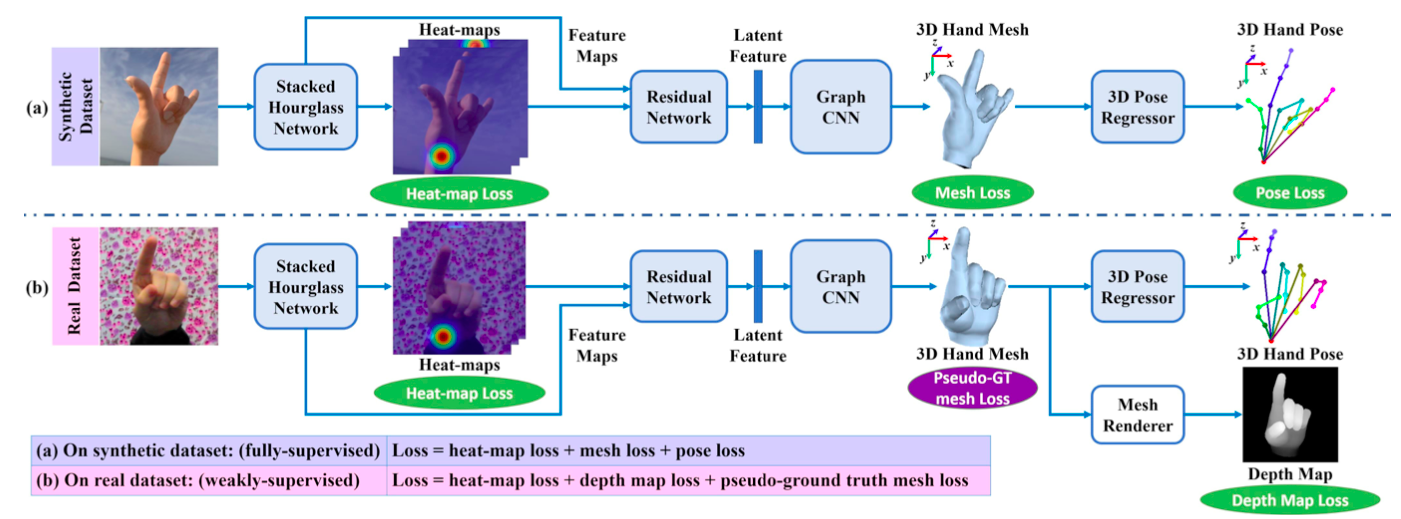 (a)
Synthetic
Dataset
Stacked
Hourglass
Network
Heat-maps
Heat-map Loss
Feature
Maps
Residual
Network
Latent
Feature
Graph
CNN
3D Hand Mesh
z
x
y
Mesh Loss
3D Pose
Regressor
3D Hand Pose
z
x
y
Pose Loss
(b)
Real Dataset
Stacked
Hourglass
Network
Heat-maps
Heat-map Loss
Feature
Maps
Residual
Network
Latent
Feature
Graph
CNN
z
x
y
3D Hand Mesh
Pseudo-GT
mesh Loss
3D Pose
Regressor
z
x
y
3D Hand Pose
Mesh
Renderer
Depth Map
Depth Map Loss
(a) On synthetic dataset: (fully-supervised) Loss = heat-map loss + mesh loss + pose loss
(b) On real dataset: (weakly-supervised) Loss = heat-map loss + depth map loss + pseudo-ground truth mesh loss